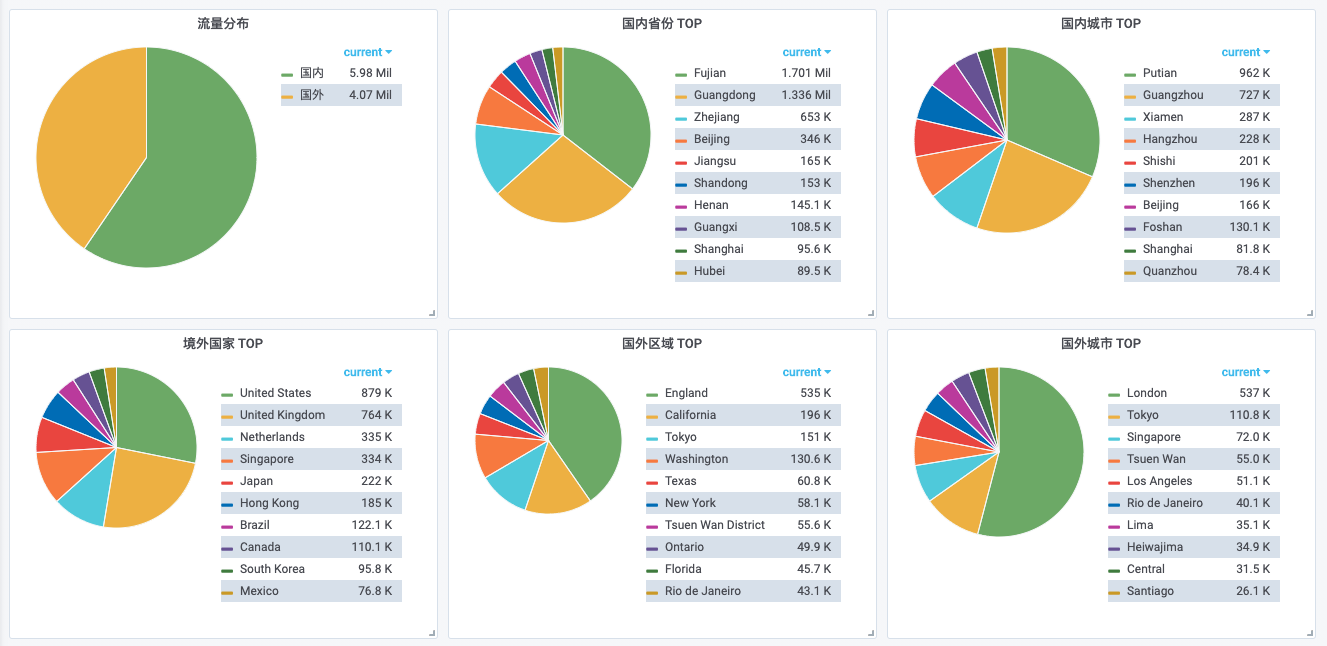 流量分布
current
国内 5.98 Mil
国外 4.07 Mil
国内省份 TOP
current
Fujian 1.701 Mil
Guangdong 1.336 Mil
Zhejiang 653 K
Beijing 346 K
Jiangsu 165 K
Shandong 153 K
Henan 145.1 K
Guangxi 108.5 K
Shanghai 95.6 K
Hubei 89.5 K
国内城市 TOP
current
Putian 962 K
Guangzhou 727 K
Xiamen 287 K
Hangzhou 228 K
Shishi 201 K
Shenzhen 196 K
Beijing 166 K
Foshan 130.1 K
Shanghai 81.8 K
Quanzhou 78.4 K
境外国家 TOP
current
United States 879 K
United Kingdom 764 K
Netherlands 335 K
Singapore 334 K
Japan 222 K
Hong Kong 185 K
Brazil 122.1 K
Canada 110.1 K
South Korea 95.8 K
Mexico 76.8 K
国外区域 TOP
current
England 535 K
California 196 K
Tokyo 151 K
Washington 130.6 K
Texas 60.8 K
New York 58.1 K
Tsuen Wan District 55.6 K
Ontario 49.9 K
Florida 45.7 K
Rio de Janeiro 43.1 K
国外城市 TOP
current
London 537 K
Tokyo 110.8 K
Singapore 72.0 K
Tsuen Wan 55.0 K
Los Angeles 51.1 K
Rio de Janeiro 40.1 K
Lima 35.1 K
Heiwajima 34.9 K
Central 31.5 K
Santiago 26.1 K